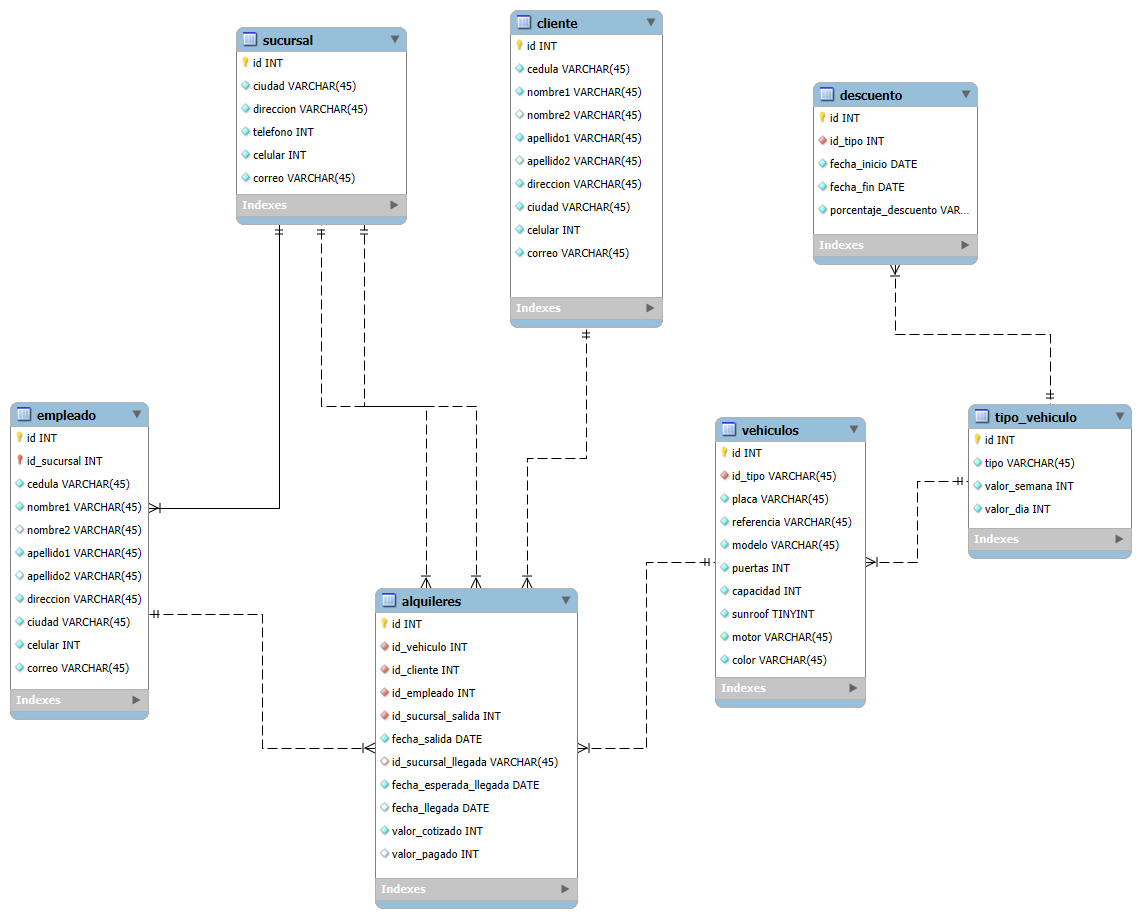 sucursal
id INT
ciudad VARCHAR(45)
direccion VARCHAR(45)
telefono INT
celular INT
correo VARCHAR(45)
Indexes
cliente
id INT
cedula VARCHAR(45)
nombre1 VARCHAR(45)
nombre2 VARCHAR(45)
apellido1 VARCHAR(45)
apellido2 VARCHAR(45)
direccion VARCHAR(45)
ciudad VARCHAR(45)
celular INT
correo VARCHAR(45)
Indexes
descuento
id INT
id_tipo INT
fecha_inicio DATE
fecha_fin DATE
porcentaje_descuento VAR...
Indexes
empleado
id INT
id_sucursal INT
cedula VARCHAR(45)
nombre1 VARCHAR(45)
nombre2 VARCHAR(45)
apellido1 VARCHAR(45)
apellido2 VARCHAR(45)
direccion VARCHAR(45)
ciudad VARCHAR(45)
celular INT
correo VARCHAR(45)
Indexes
alquileres
id INT
id_vehiculo INT
id_cliente INT
id_empleado INT
id_sucursal_salida INT
fecha_salida DATE
id_sucursal_llegada VARCHAR(45)
fecha_esperada_llegada DATE
fecha_llegada DATE
valor_cotizado INT
valor_pagado INT
Indexes
vehiculos
id INT
id_tipo VARCHAR(45)
placa VARCHAR(45)
referencia VARCHAR(45)
modelo VARCHAR(45)
puertas INT
capacidad INT
sunroof TINYINT
motor VARCHAR(45)
color VARCHAR(45)
Indexes
tipo_vehiculo
id INT
tipo VARCHAR(45)
valor_semana INT
valor_dia INT
Indexes